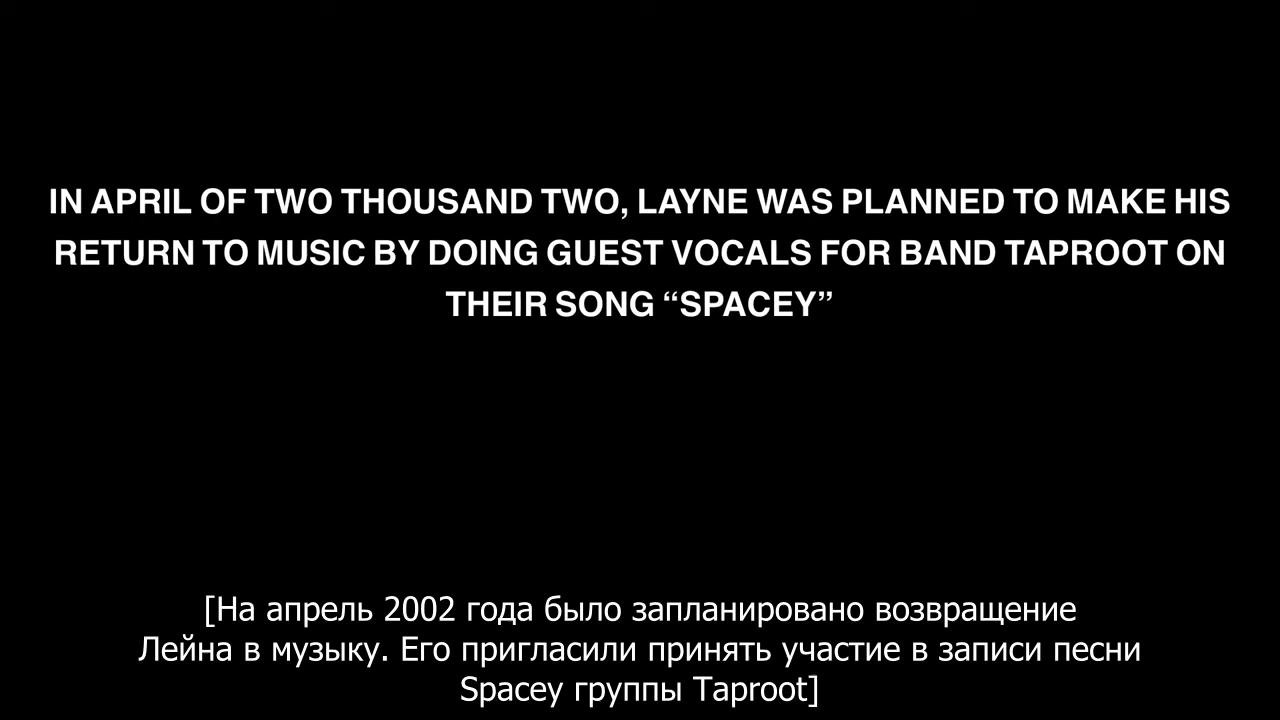 IN APRIL OF TWO THOUSAND TWO, LAYNE WAS PLANNED TO MAKE HIS
RETURN TO MUSIC BY DOING GUEST VOCALS FOR BAND TAPROOT ON
THEIR SONG “SPACEY”
[На апрель 2002 года было запланировано возвращение
Лейна в музыку. Его пригласили принять участие в записи песни
Spacey группы Taproot]